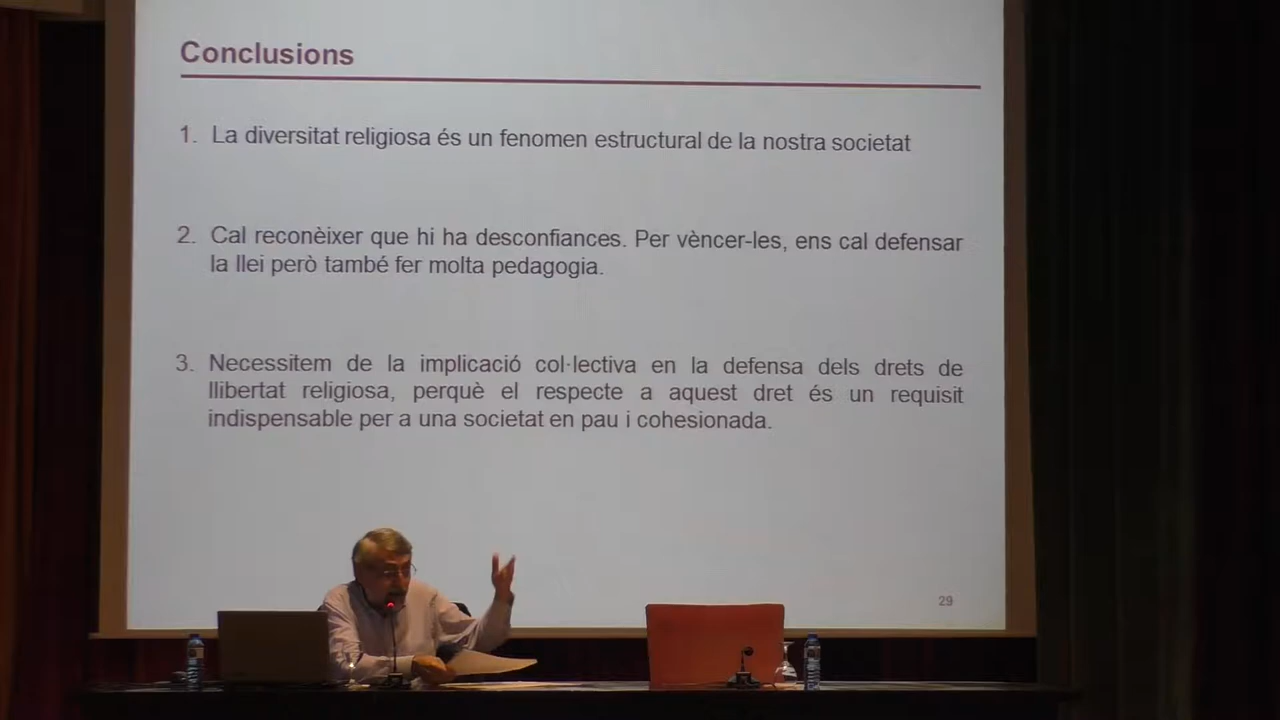 Conclusions
1. La diversitat religiosa és un fenomen estructural de la nostra societat
2. Cal reconèixer que hi ha desconfiances. Per vèncer-les, ens cal defensar
la llei però també fer molta pedagogia.
3. Necessitem de la implicació col·lectiva en la defensa dels drets de
llibertat religiosa, perquè el respecte a aquest dret és un requisit
indispensable per a una societat en pau i cohesionada.
29